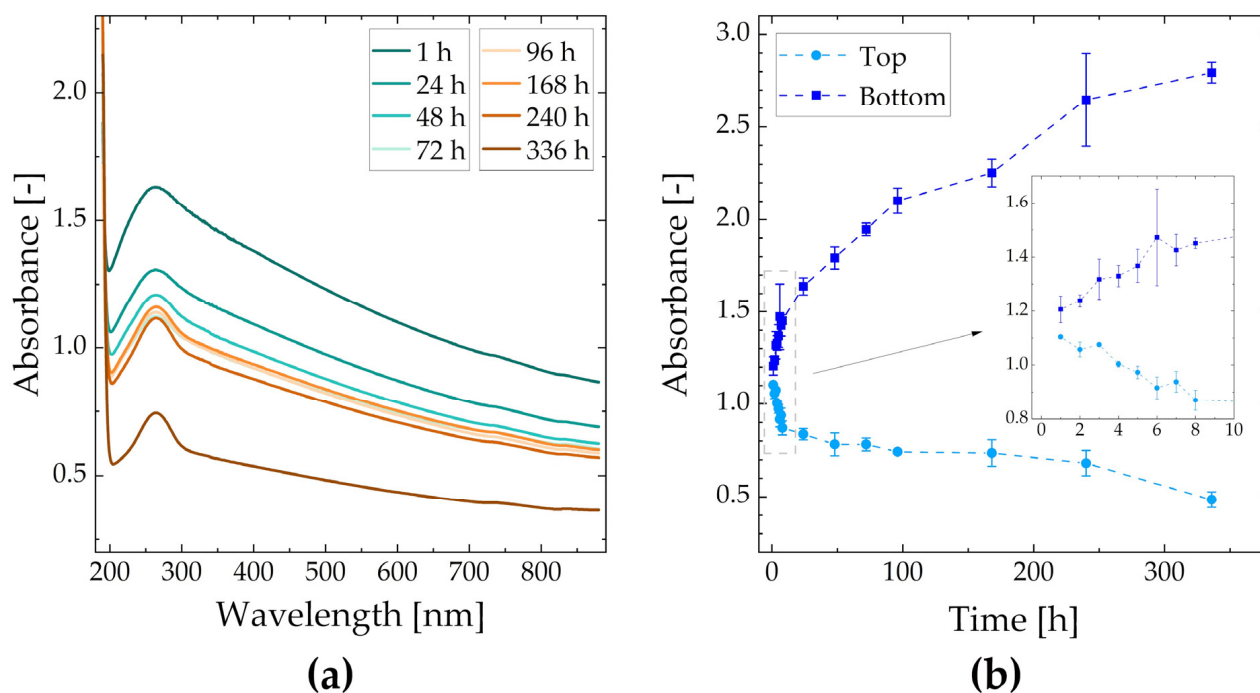 Absorbance [-]
2.0
1.5
1.0
0.5
1 h
24 h
48 h
72 h
96 h
168 h
240 h
336 h
200 300 400 500 600 700 800
Wavelength [nm]
(a)
Absorbance [-]
3.0
2.5
2.0
1.5
1.0
0.5
Top
Bottom
1.6
1.4
1.2
1.0
0.8
0 2 4 6 8 10
0 100 200 300
Time [h]
(b)